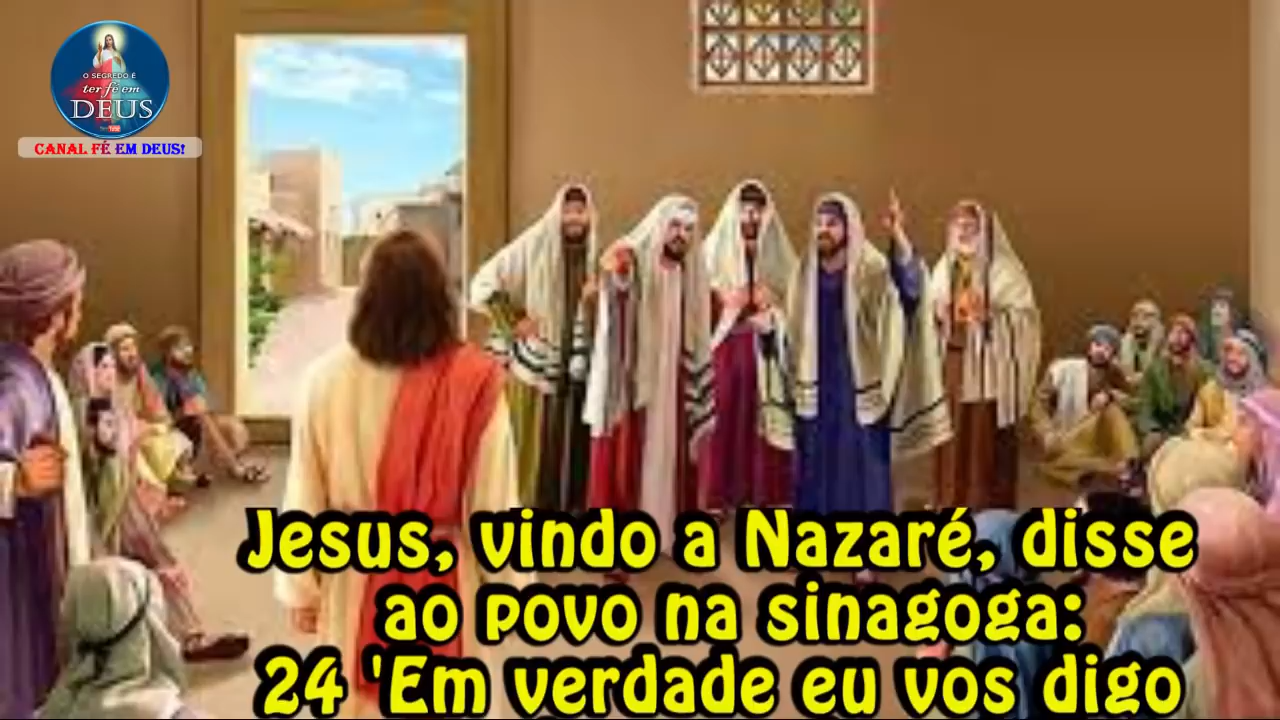 O SEGREDO É
ter fé em
DEUS
CANAL FÉ EM DEUS!
Jesus, vindo a Nazaré, disse
ao povo na sinagoga:
24 'Em verdade eu vos digo